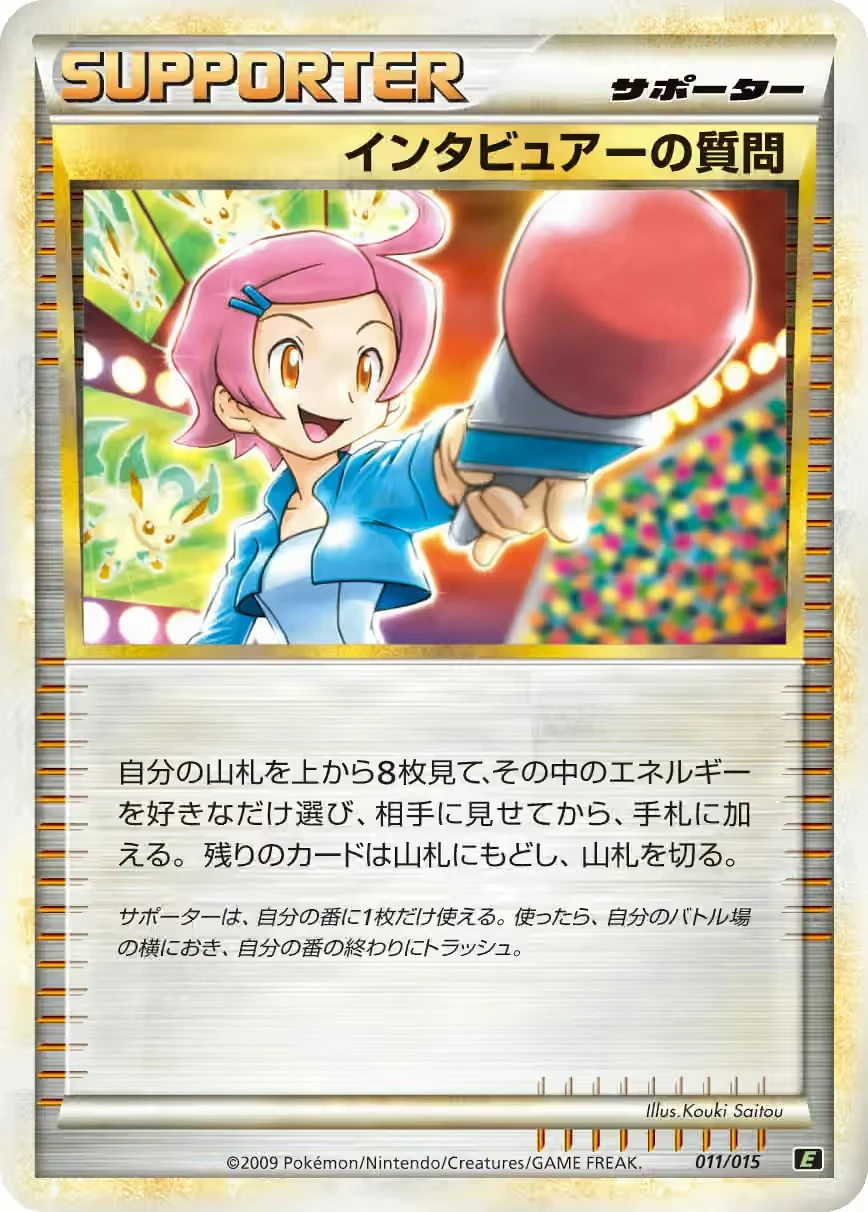 SUPPORTER
サポーター
インタビュアーの質問
自分の山札を上から8枚見て、その中のエネルギー
を好きなだけ選び、相手に見せてから、手札に加
える。残りのカードは山札にもどし、山札を切る。
サポーターは、自分の番に1枚だけ使える。使ったら、自分のバトル場
の横におき、自分の番の終わりにトラッシュ。
Illus.Kouki Saitou
©2009 Pokémon/Nintendo/Creatures/GAME FREAK.
011/015
E